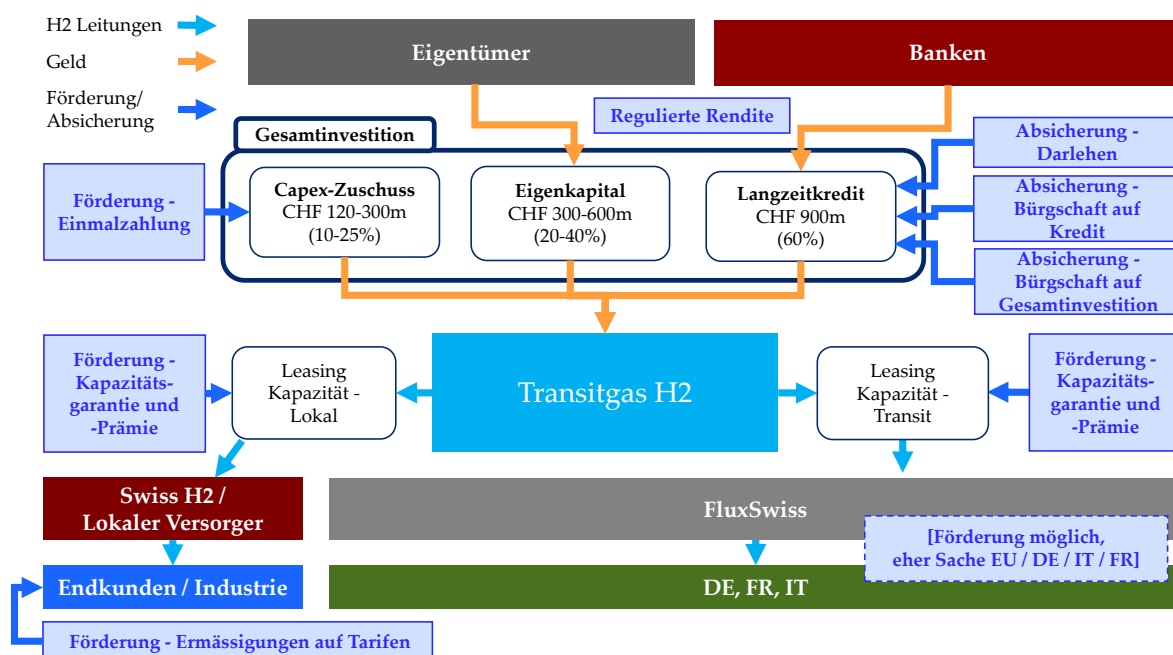 H2 Leitungen
Geld
Förderung/
Absicherung
Eigentümer
Banken
Regulierte Rendite
Gesamtinvestition
Förderung -
Einmalzahlung
Capex-Zuschuss
CHF 120-300m
(10-25%)
Eigenkapital
CHF 300-600m
(20-40%)
Langzeitkredit
CHF 900m
(60%)
Absicherung -
Darlehen
Absicherung -
Bürgschaft auf
Kredit
Absicherung -
Bürgschaft auf
Gesamtinvestition
Förderung -
Kapazitäts-
garantie und
-Prämie
Leasing
Kapazität -
Lokal
Transitgas H2
Leasing
Kapazität -
Transit
Förderung -
Kapazitäts-
garantie und
-Prämie
Swiss H2 /
Lokaler Versorger
FluxSwiss
[Förderung möglich,
eher Sache EU / DE / IT / FR]
Endkunden / Industrie
DE, FR, IT
Förderung - Ermässigungen auf Tarifen